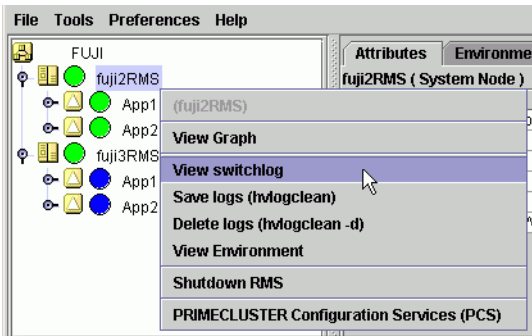 File Tools Preferences Help
FUJI
Attributes
fuji2RMS
fuji2RMS ( System Node )
App1
(fuji2RMS)
App2
View Graph
fuji3RMS
View switchlog
App1
Save logs (hvlogclean)
App2
Delete logs (hvlogclean -d)
View Environment
Shutdown RMS
PRIMECLUSTER Configuration Services (PCS)